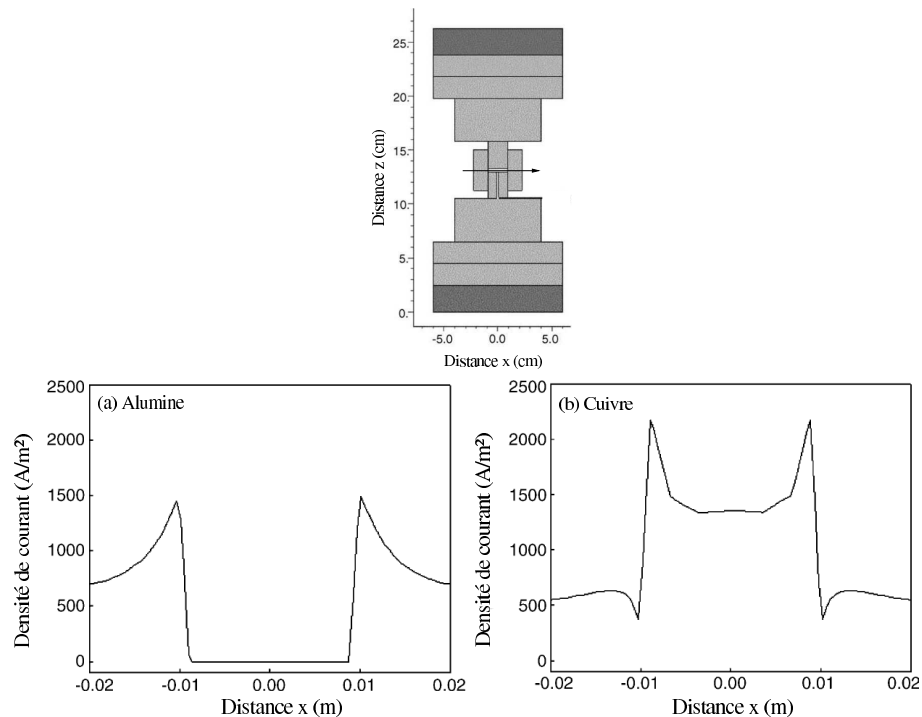 25.
20.
15.
10.
5.
0.
Distance z (cm)
-5.0 0.0 5.0
Distance x (cm)
(a) Alumine
2500
2000
1500
1000
500
0
Densité de courant (A/m²)
-0.02 -0.01 0.00 0.01 0.02
Distance x (m)
(b) Cuivre
2500
2000
1500
1000
500
0
Densité de courant (A/m²)
-0.02 -0.01 0.00 0.01 0.02
Distance x (m)